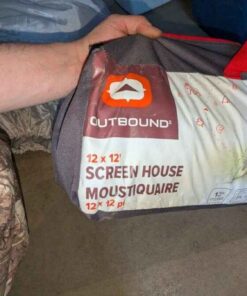 OUTBOUND
12 x 12'
SCREEN HOUSE
MOUSTIQUAIRE
12 x 12 pi